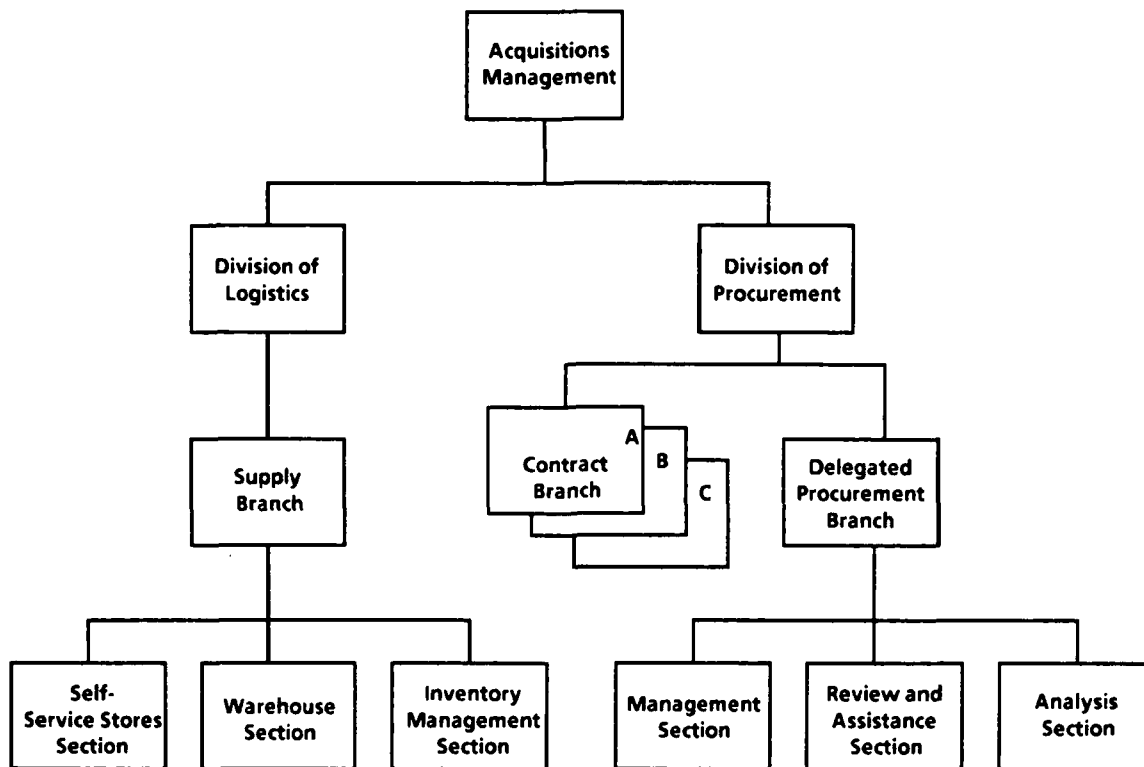 Acquisitions
Management
Division of
Logistics
Division of
Procurement
Supply
Branch
A
Contract
Branch
B
C
Delegated
Procurement
Branch
Self-
Service Stores
Section
Warehouse
Section
Inventory
Management
Section
Management
Section
Review and
Assistance
Section
Analysis
Section